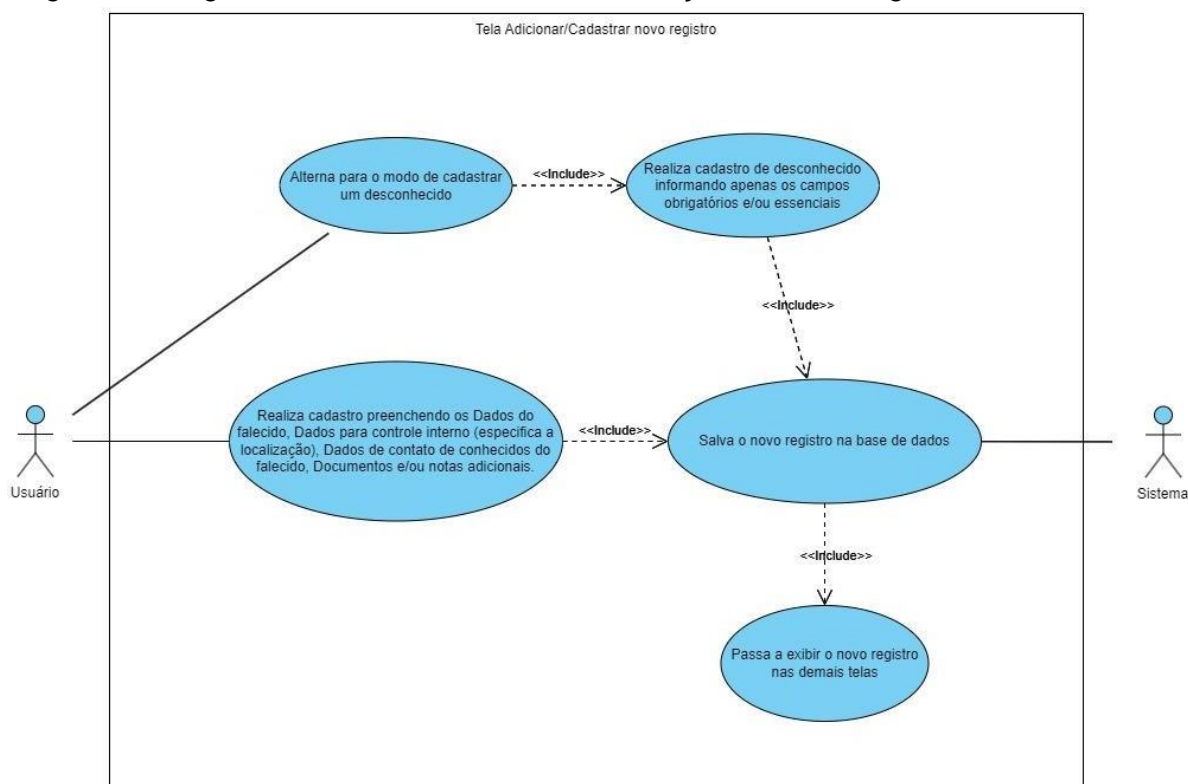 Tela Adicionar/Cadastrar novo registro
Alterna para o modo de cadastrar
um desconhecido
<<Include>>
Realiza cadastro de desconhecido
informando apenas os campos
obrigatórios e/ou essenciais
<<Include>>
Realiza cadastro preenchendo os Dados do
falecido, Dados para controle interno (especifica a
localização), Dados de contato de conhecidos do
falecido, Documentos e/ou notas adicionais.
<<Include>>
Salva o novo registro na base de dados
Usuário
Sistema
<<Include>>
Passa a exibir o novo registro
nas demais telas